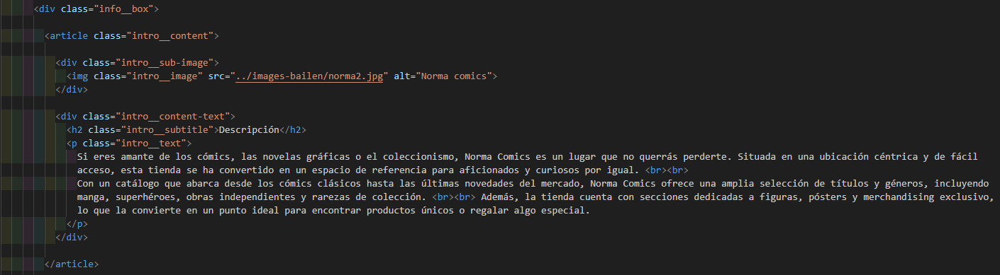 <div class="info__box">
<article class="intro__content">
<div class="intro__sub-image">
<img class="intro__image" src="../images-bailen/norma2.jpg" alt="Norma comics">
</div>
<div class="intro__content-text">
<h2 class="intro__subtitle">Descripción</h2>
<p class="intro__text">
Si eres amante de los cómics, las novelas gráficas o el coleccionismo, Norma Comics es un lugar que no querrás perderte. Situada en una ubicación céntrica y de fácil
acceso, esta tienda se ha convertido en un espacio de referencia para aficionados y curiosos por igual. <br><br>
Con un catálogo que abarca desde los cómics clásicos hasta las últimas novedades del mercado, Norma Comics ofrece una amplia selección de títulos y géneros, incluyendo
manga, superhéroes, obras independientes y rarezas de colección. <br><br> Además, la tienda cuenta con secciones dedicadas a figuras, pósters y merchandising exclusivo,
lo que la convierte en un punto ideal para encontrar productos únicos o regalar algo especial.
</p>
</div>
</article>